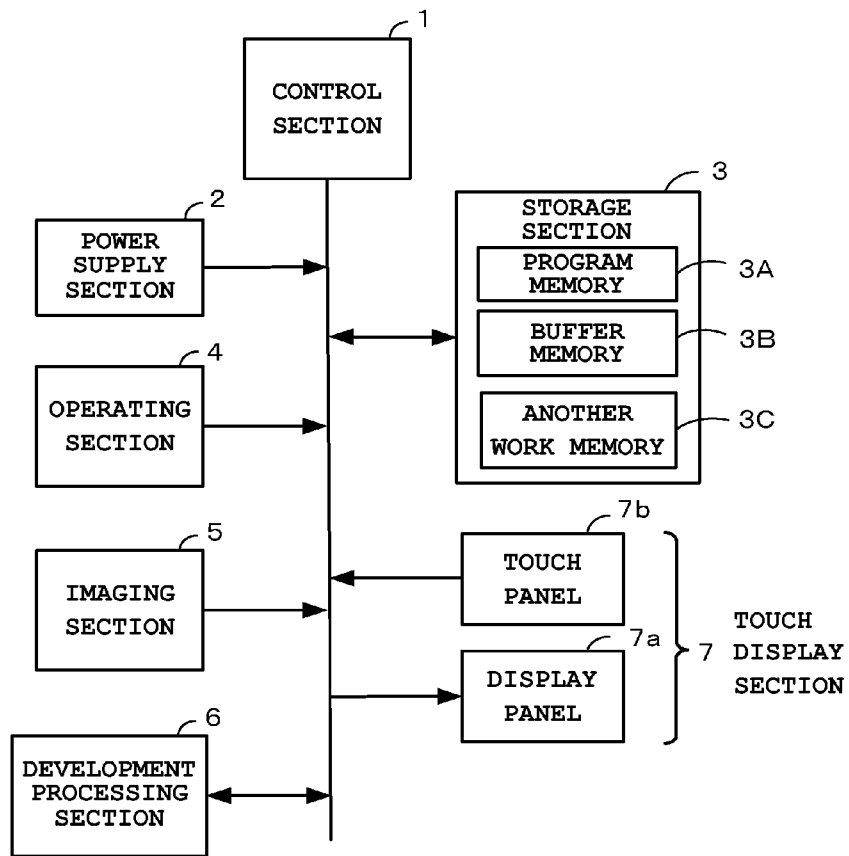 1
CONTROL
SECTION
2
POWER
SUPPLY
SECTION
3
STORAGE
SECTION
PROGRAM
MEMORY
3A
BUFFER
MEMORY
3B
ANOTHER
WORK MEMORY
3C
4
OPERATING
SECTION
5
IMAGING
SECTION
7b
TOUCH
PANEL
7a
DISPLAY
PANEL
7
TOUCH
DISPLAY
SECTION
6
DEVELOPMENT
PROCESSING
SECTION